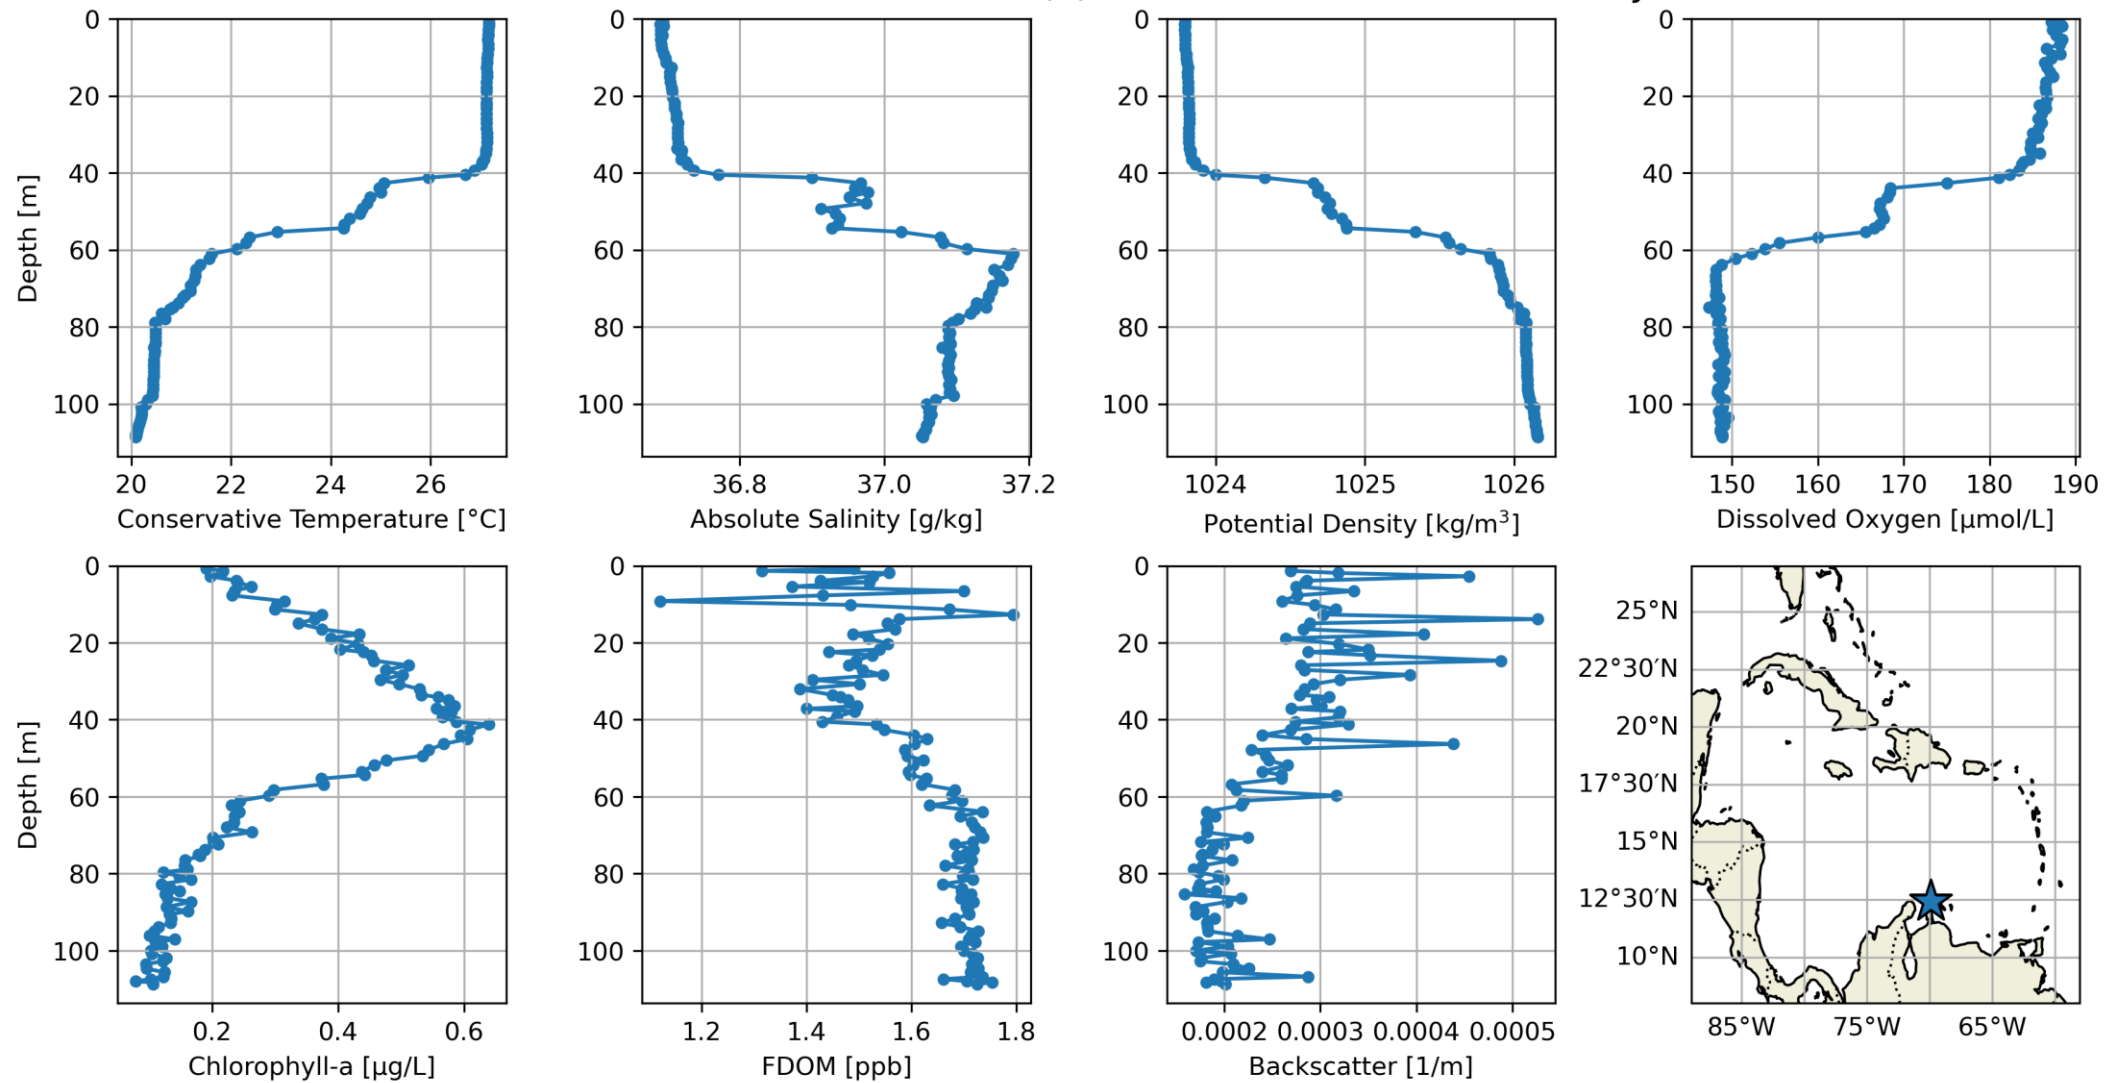 0
20
40
60
80
100
Depth [m]
20 22 24 26
Conservative Temperature [°C]
0
20
40
60
80
100
36.8 37.0 37.2
Absolute Salinity [g/kg]
0
20
40
60
80
100
1024 1025 1026
Potential Density [kg/m³]
0
20
40
60
80
100
150 160 170 180 190
Dissolved Oxygen [μmol/L]
0
20
40
60
80
100
Depth [m]
0.2 0.4 0.6
Chlorophyll-a [μg/L]
0
20
40
60
80
100
1.2 1.4 1.6 1.8
FDOM [ppb]
0
20
40
60
80
100
0.0002 0.0003 0.0004 0.0005
Backscatter [1/m]
25°N
22°30′N
20°N
17°30′N
15°N
12°30′N
10°N
85°W 75°W 65°W